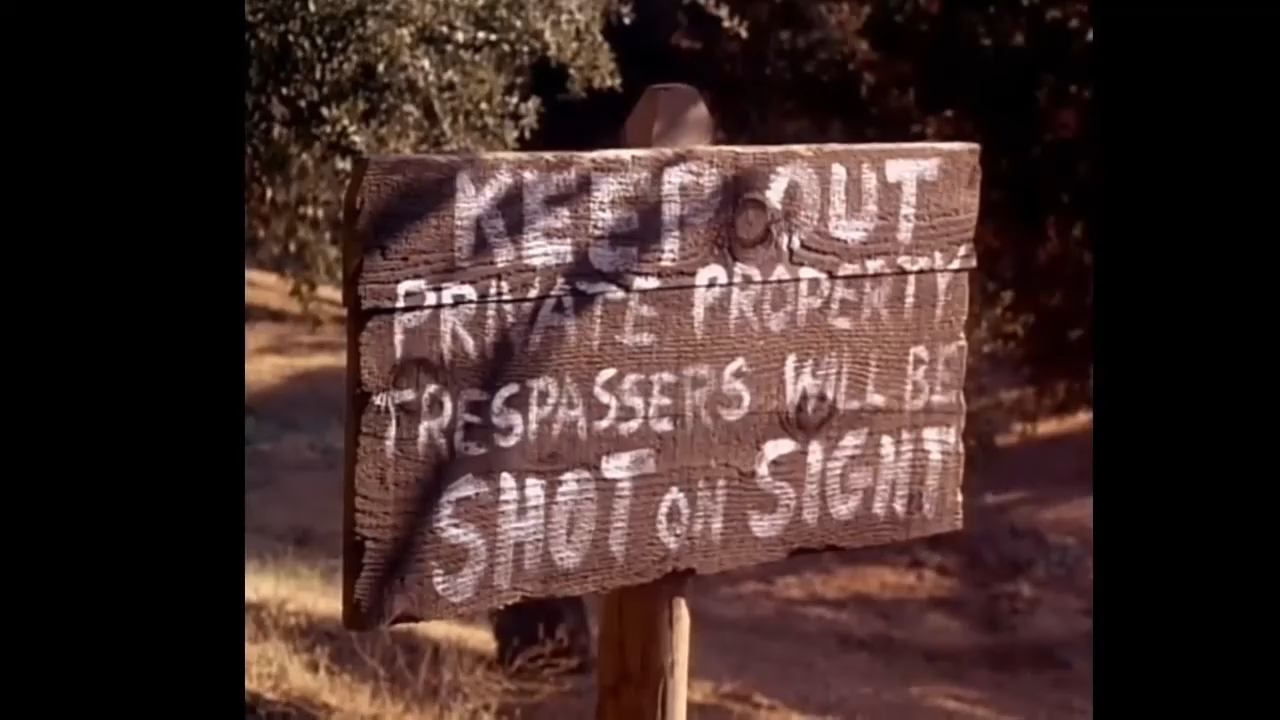 KEEP OUT
PRIVATE PROPERTY
TRESPASSERS WILL BE
SHOT ON SIGHT